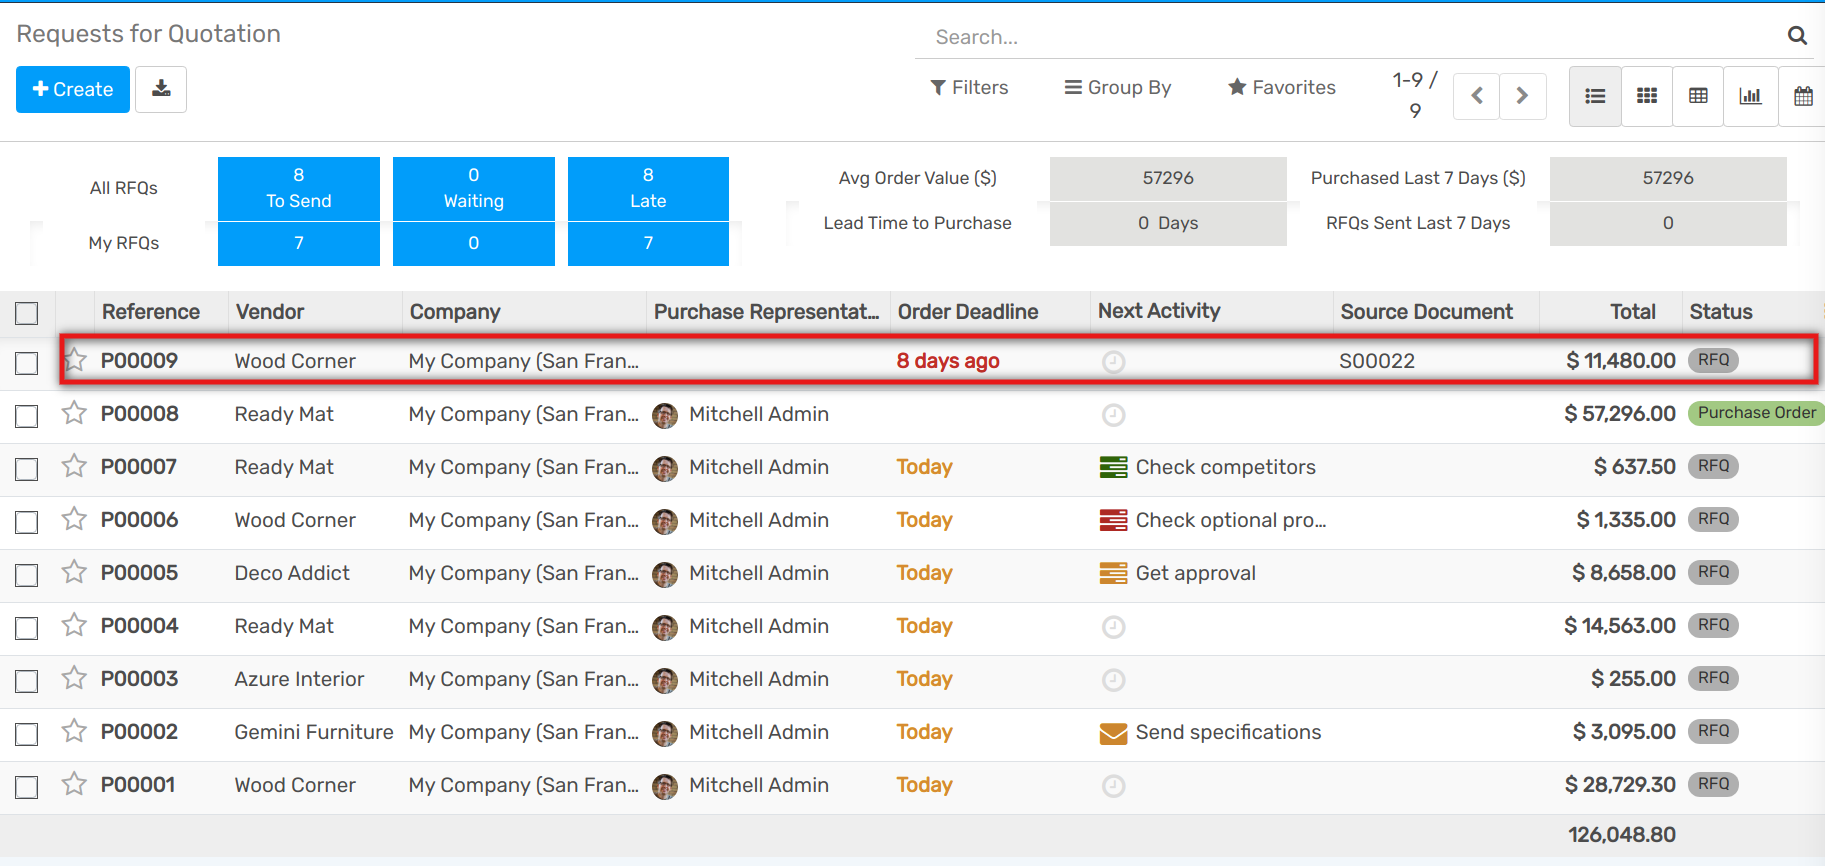 Requests for Quotation
Search...
Create
Filters
Group By
Favorites
1-9 /
9
All RFQs
8
To Send
0
Waiting
8
Late
My RFQs
7
0
7
Avg Order Value ($)
57296
Purchased Last 7 Days ($)
57296
Lead Time to Purchase
0 Days
RFQs Sent Last 7 Days
0
Reference Vendor Company Purchase Representat... Order Deadline Next Activity Source Document Total Status
P00009 Wood Corner My Company (San Fran... 8 days ago S00022 $ 11,480.00 RFQ
P00008 Ready Mat My Company (San Fran... Mitchell Admin $ 57,296.00 Purchase Order
P00007 Ready Mat My Company (San Fran... Mitchell Admin Today Check competitors $ 637.50 RFQ
P00006 Wood Corner My Company (San Fran... Mitchell Admin Today Check optional pro... $ 1,335.00 RFQ
P00005 Deco Addict My Company (San Fran... Mitchell Admin Today Get approval $ 8,658.00 RFQ
P00004 Ready Mat My Company (San Fran... Mitchell Admin Today $ 14,563.00 RFQ
P00003 Azure Interior My Company (San Fran... Mitchell Admin Today $ 255.00 RFQ
P00002 Gemini Furniture My Company (San Fran... Mitchell Admin Today Send specifications $ 3,095.00 RFQ
P00001 Wood Corner My Company (San Fran... Mitchell Admin Today $ 28,729.30 RFQ
126,048.80